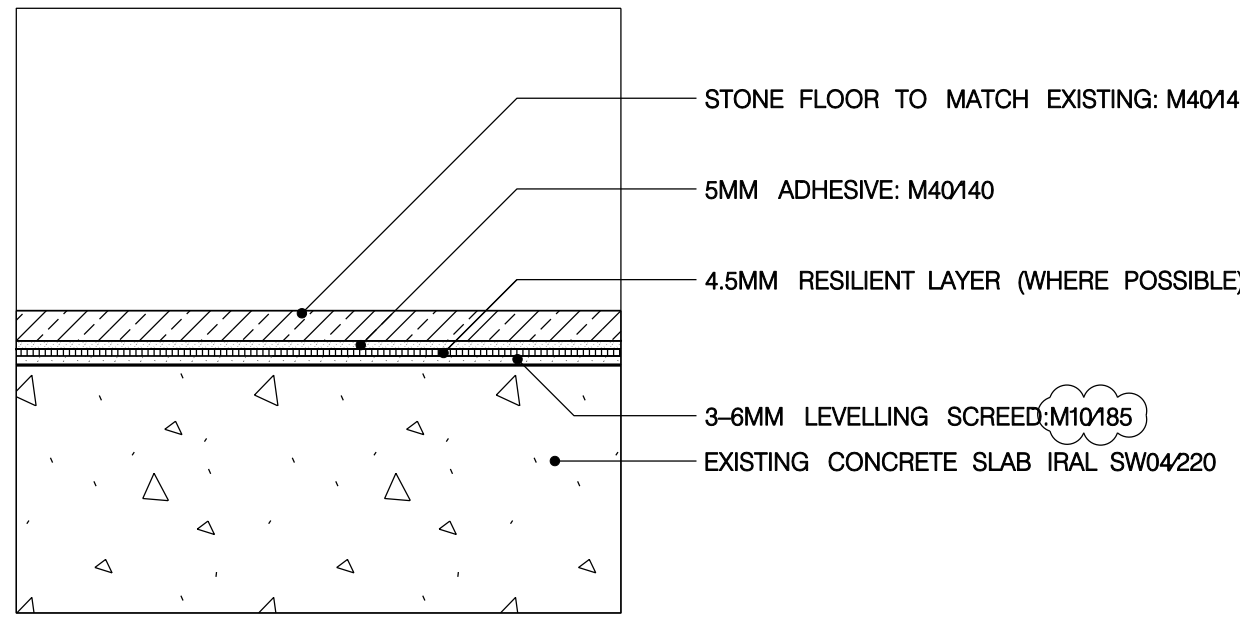 STONE FLOOR TO MATCH EXISTING: M40/14
5MM ADHESIVE: M40/140
4.5MM RESILIENT LAYER (WHERE POSSIBLE)
3–6MM LEVELLING SCREED:M10/185
EXISTING CONCRETE SLAB IRAL SW04/220